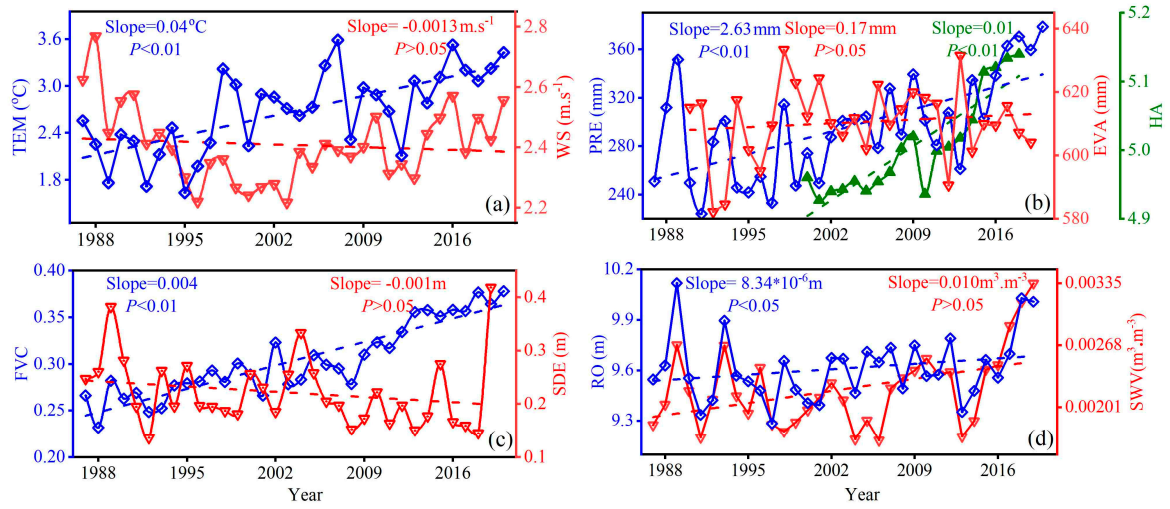 Slope=0.04°C
P<0.01
Slope= -0.0013m.s⁻¹
P>0.05
TEM (°C)
3.6
3.0
2.4
1.8
WS (m.s⁻¹)
2.8
2.6
2.4
2.2
(a)
1988 1995 2002 2009 2016
Slope=2.63mm
P<0.01
Slope=0.17mm
P>0.05
Slope=0.01
P<0.01
PRE (mm)
360
320
280
240
EVA (mm)
640
620
600
580
HA
5.2
5.1
5.0
4.9
(b)
1988 1995 2002 2009 2016
Slope=0.004
P<0.01
Slope= -0.001m
P>0.05
FVC
0.40
0.35
0.30
0.25
0.20
SDE (m)
0.4
0.3
0.2
0.1
(c)
1988 1995 2002 2009 2016
Year
Slope= 8.34*10⁻⁶m
P<0.05
Slope=0.010m³.m⁻³
P>0.05
RO (m)
10.2
9.9
9.6
9.3
SWV(m³.m⁻³)
0.00335
0.00268
0.00201
(d)
1988 1995 2002 2009 2016
Year